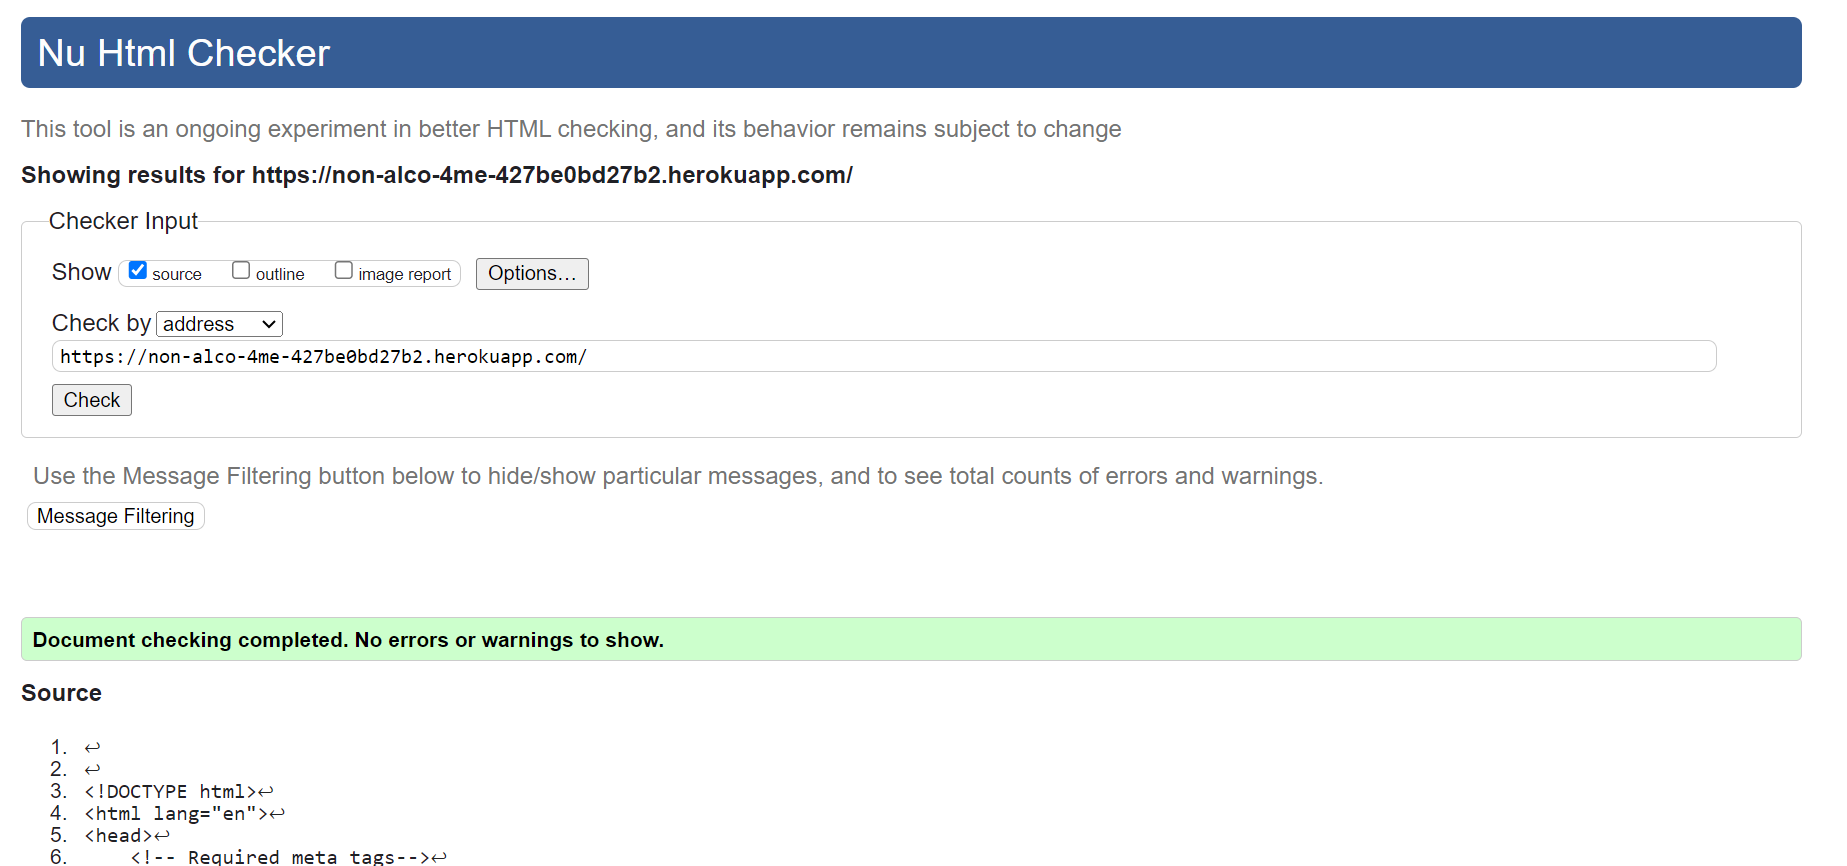 Nu Html Checker
This tool is an ongoing experiment in better HTML checking, and its behavior remains subject to change
Showing results for https://non-alco-4me-427be0bd27b2.herokuapp.com/
Checker Input
Show source outline image report Options...
Check by address
https://non-alco-4me-427be0bd27b2.herokuapp.com/
Check
Use the Message Filtering button below to hide/show particular messages, and to see total counts of errors and warnings.
Message Filtering
Document checking completed. No errors or warnings to show.
Source
1. ↩
2. ↩
3. <!DOCTYPE html>↩
4. <html lang="en">↩
5. <head>↩
6. <!-- Required meta tags-->↩